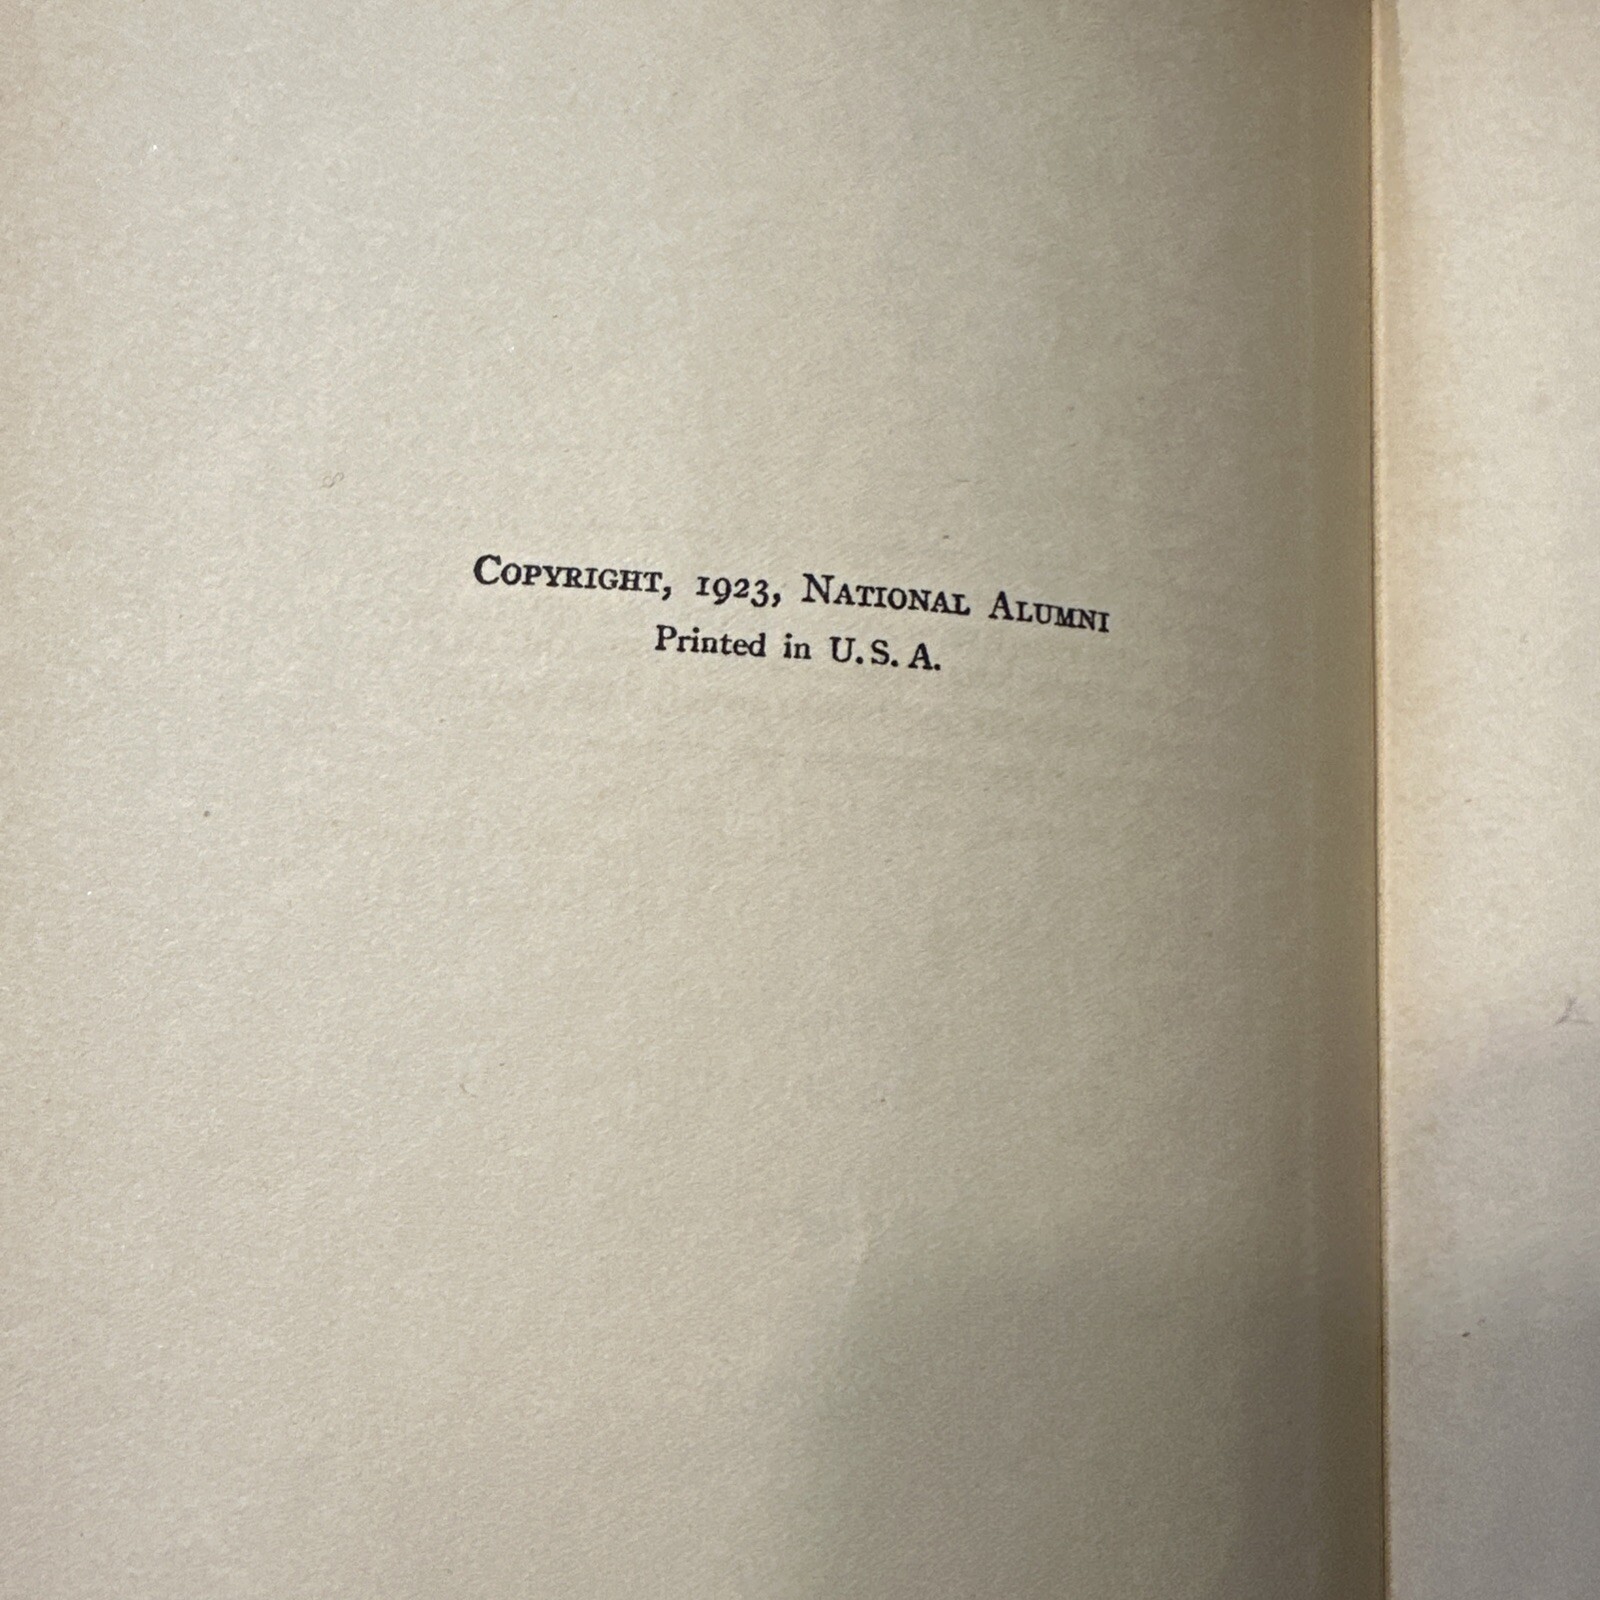 Copyright, 1923, National Alumni
Printed in U. S. A.